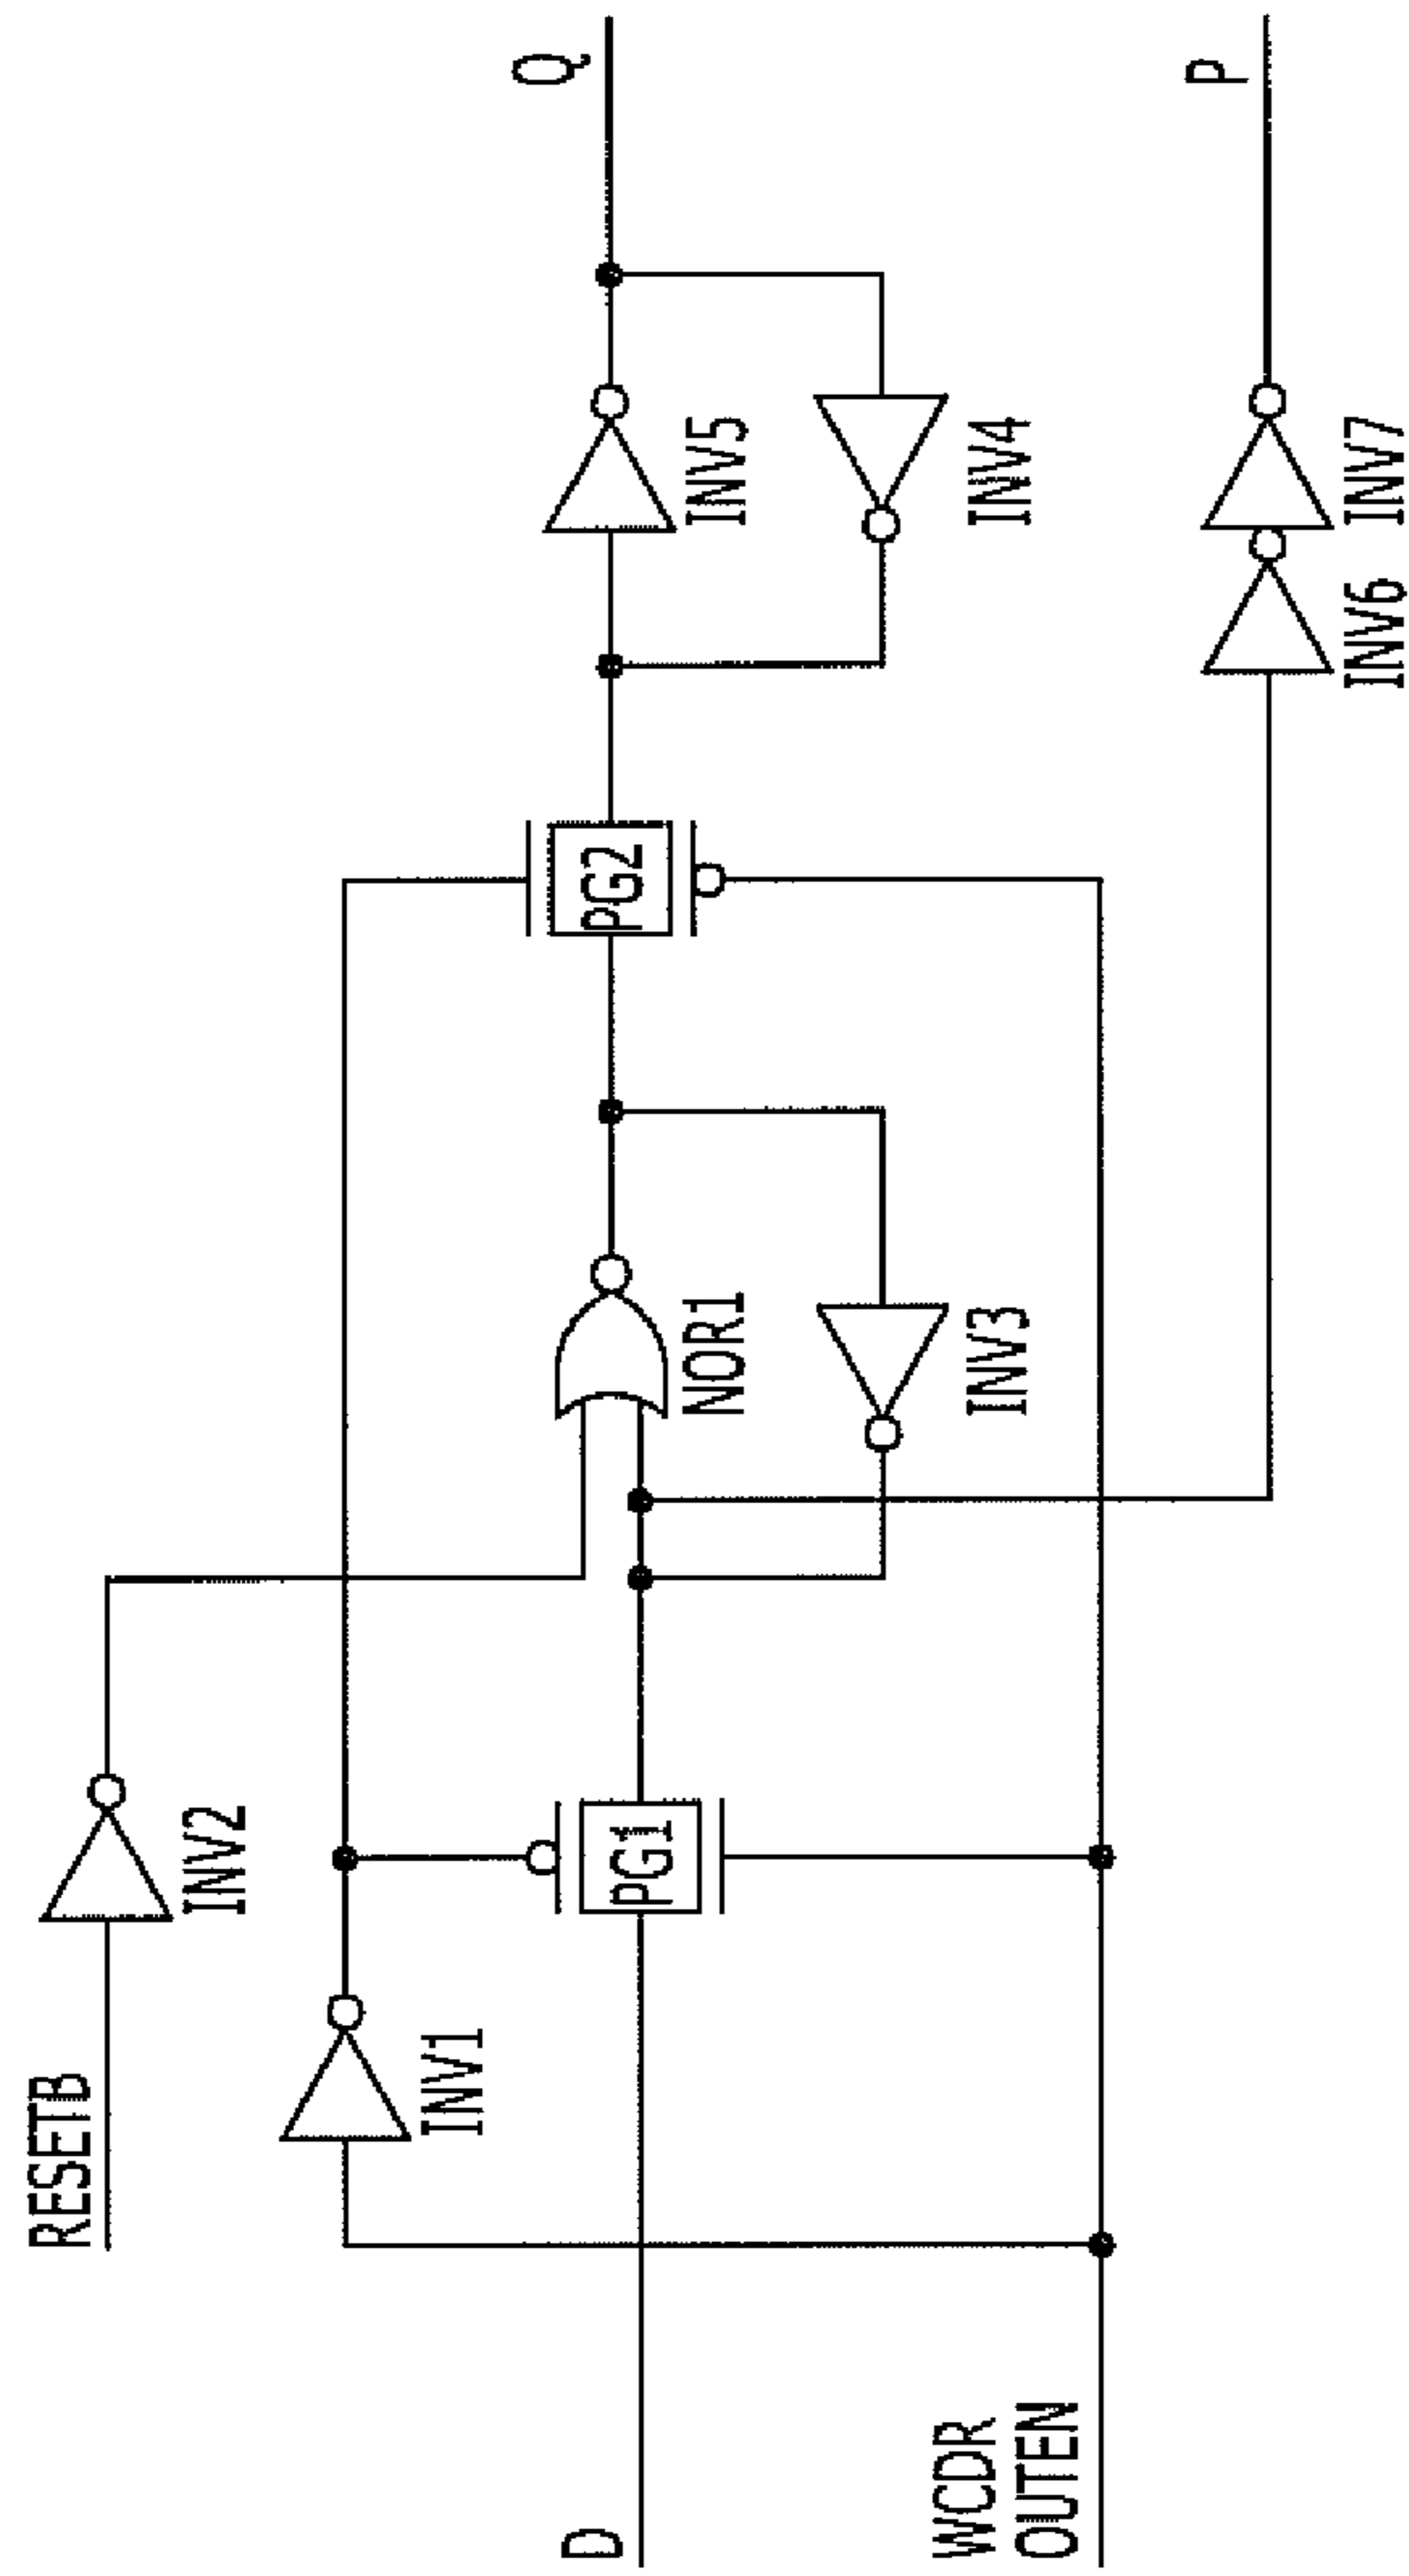 RESETB
INV2
INV1
D
PG1
NOR1
PG2
INV5
Q
INV3
INV4
WCDR
OUTEN
INV6
INV7
P